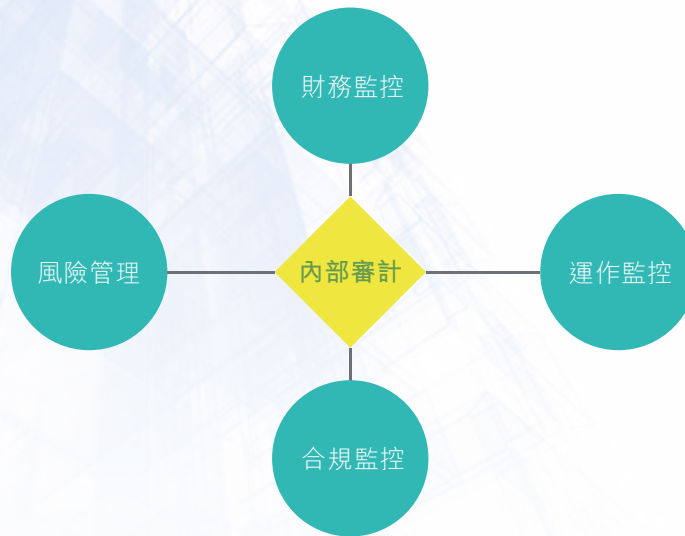 財務監控
風險管理
內部審計
運作監控
合規監控